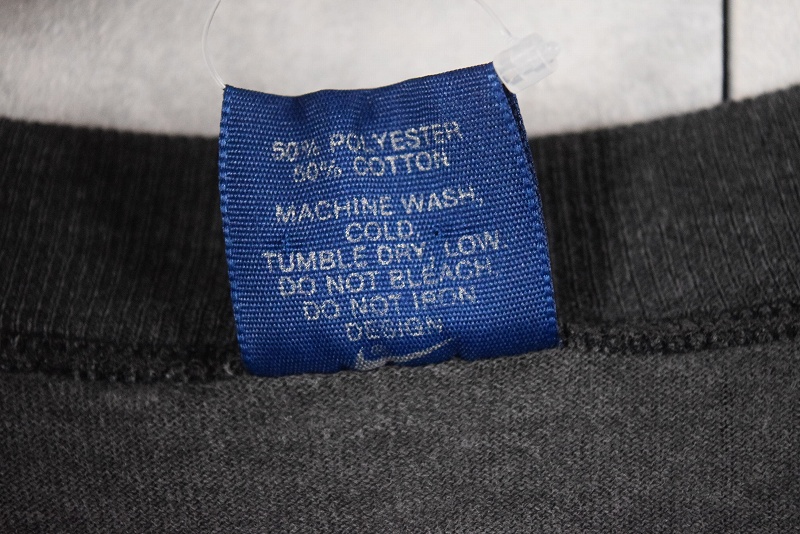 50% POLYESTER
50% COTTON
MACHINE WASH,
COLD.
TUMBLE DRY, LOW.
DO NOT BLEACH.
DO NOT IRON
DESIGN